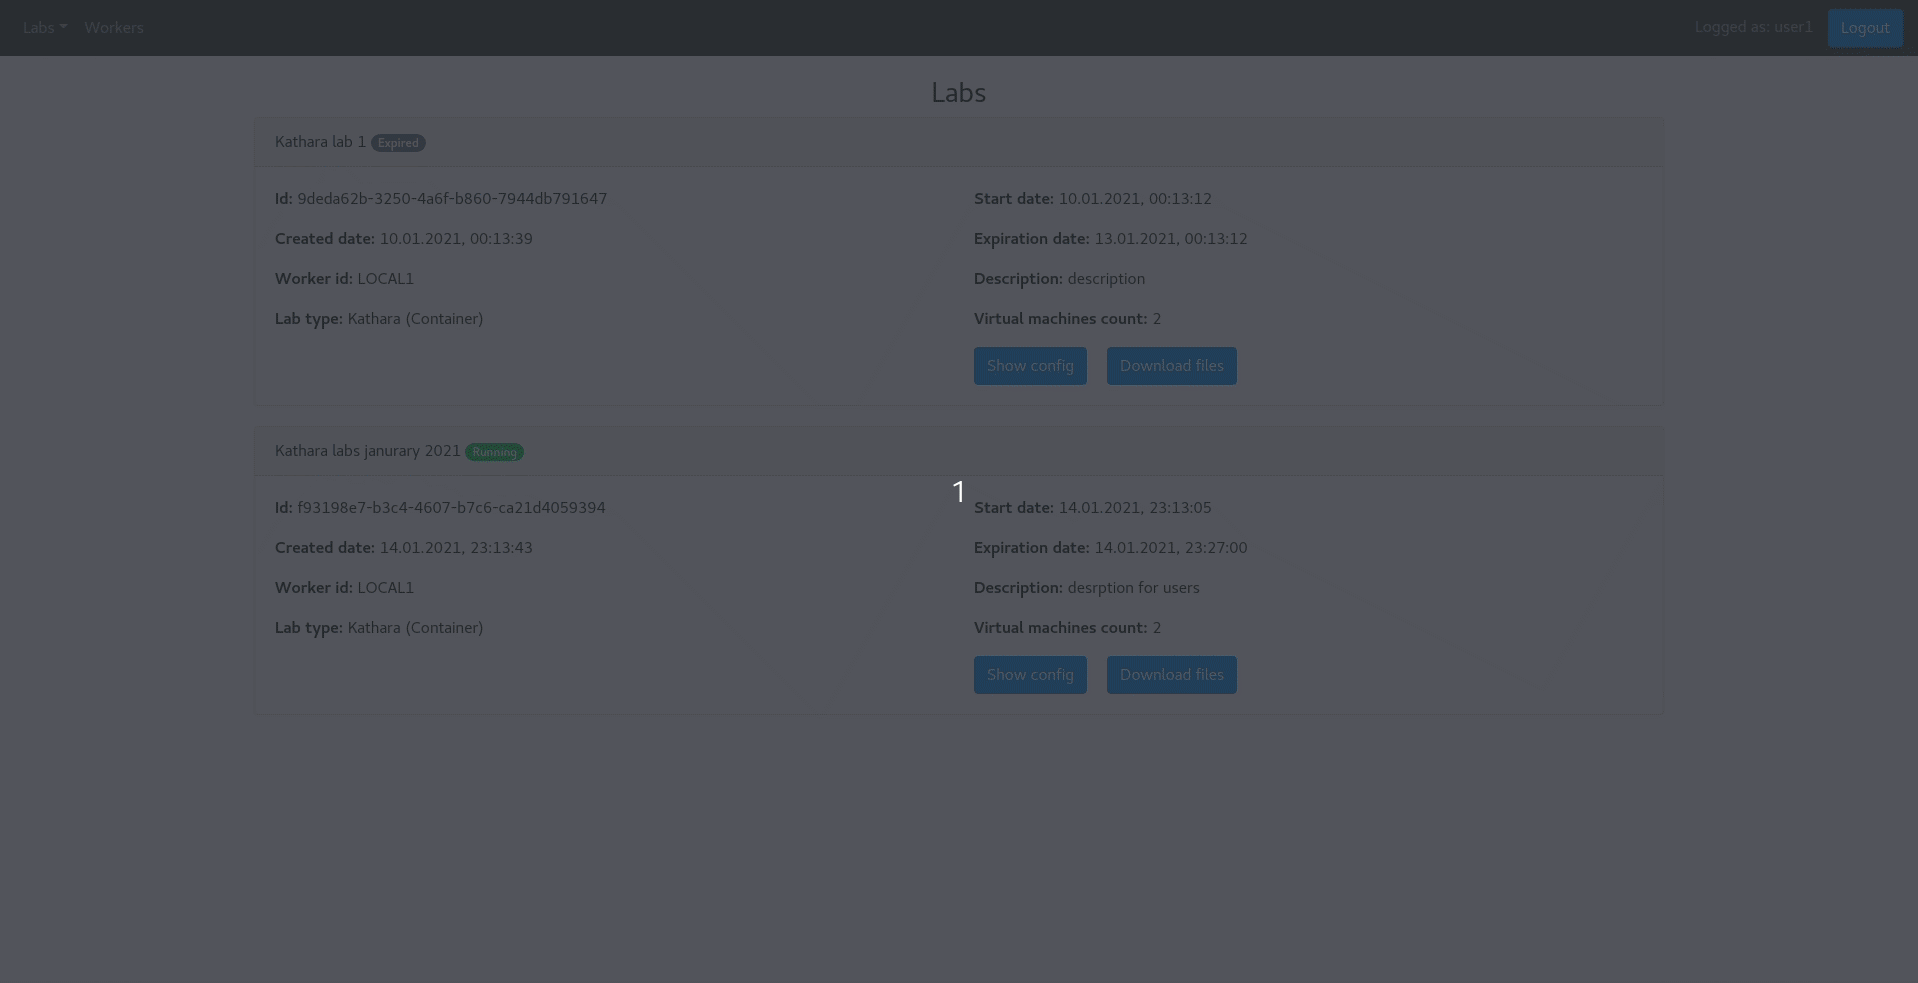 Labs Workers Logged as: user1 Logout
Labs
Kathara lab 1 Expired
Id: 9deda62b-3250-4a6f-b860-7944db791647 Start date: 10.01.2021, 00:13:12
Created date: 10.01.2021, 00:13:39 Expiration date: 13.01.2021, 00:13:12
Worker id: LOCAL1 Description: description
Lab type: Kathara (Container) Virtual machines count: 2
Show config Download files
Kathara labs janurary 2021 Running
1
Id: f93198e7-b3c4-4607-b7c6-ca21d4059394 Start date: 14.01.2021, 23:13:05
Created date: 14.01.2021, 23:13:43 Expiration date: 14.01.2021, 23:27:00
Worker id: LOCAL1 Description: desrption for users
Lab type: Kathara (Container) Virtual machines count: 2
Show config Download files